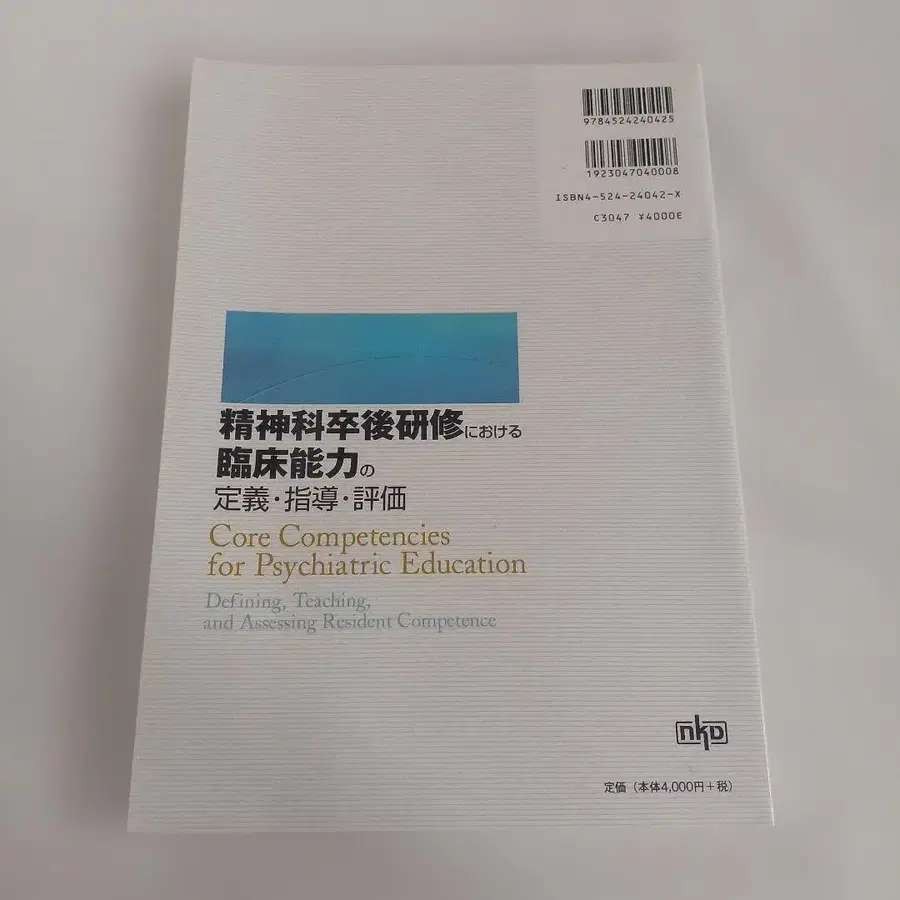 9784524240425
1923047040008
ISBN4-524-24042-X
C3047 ¥4000E
精神科卒後研修における
臨床能力の
定義・指導・評価
Core Competencies
for Psychiatric Education
Defining, Teaching,
and Assessing Resident Competence
nkd
定価(本体4,000円+税)